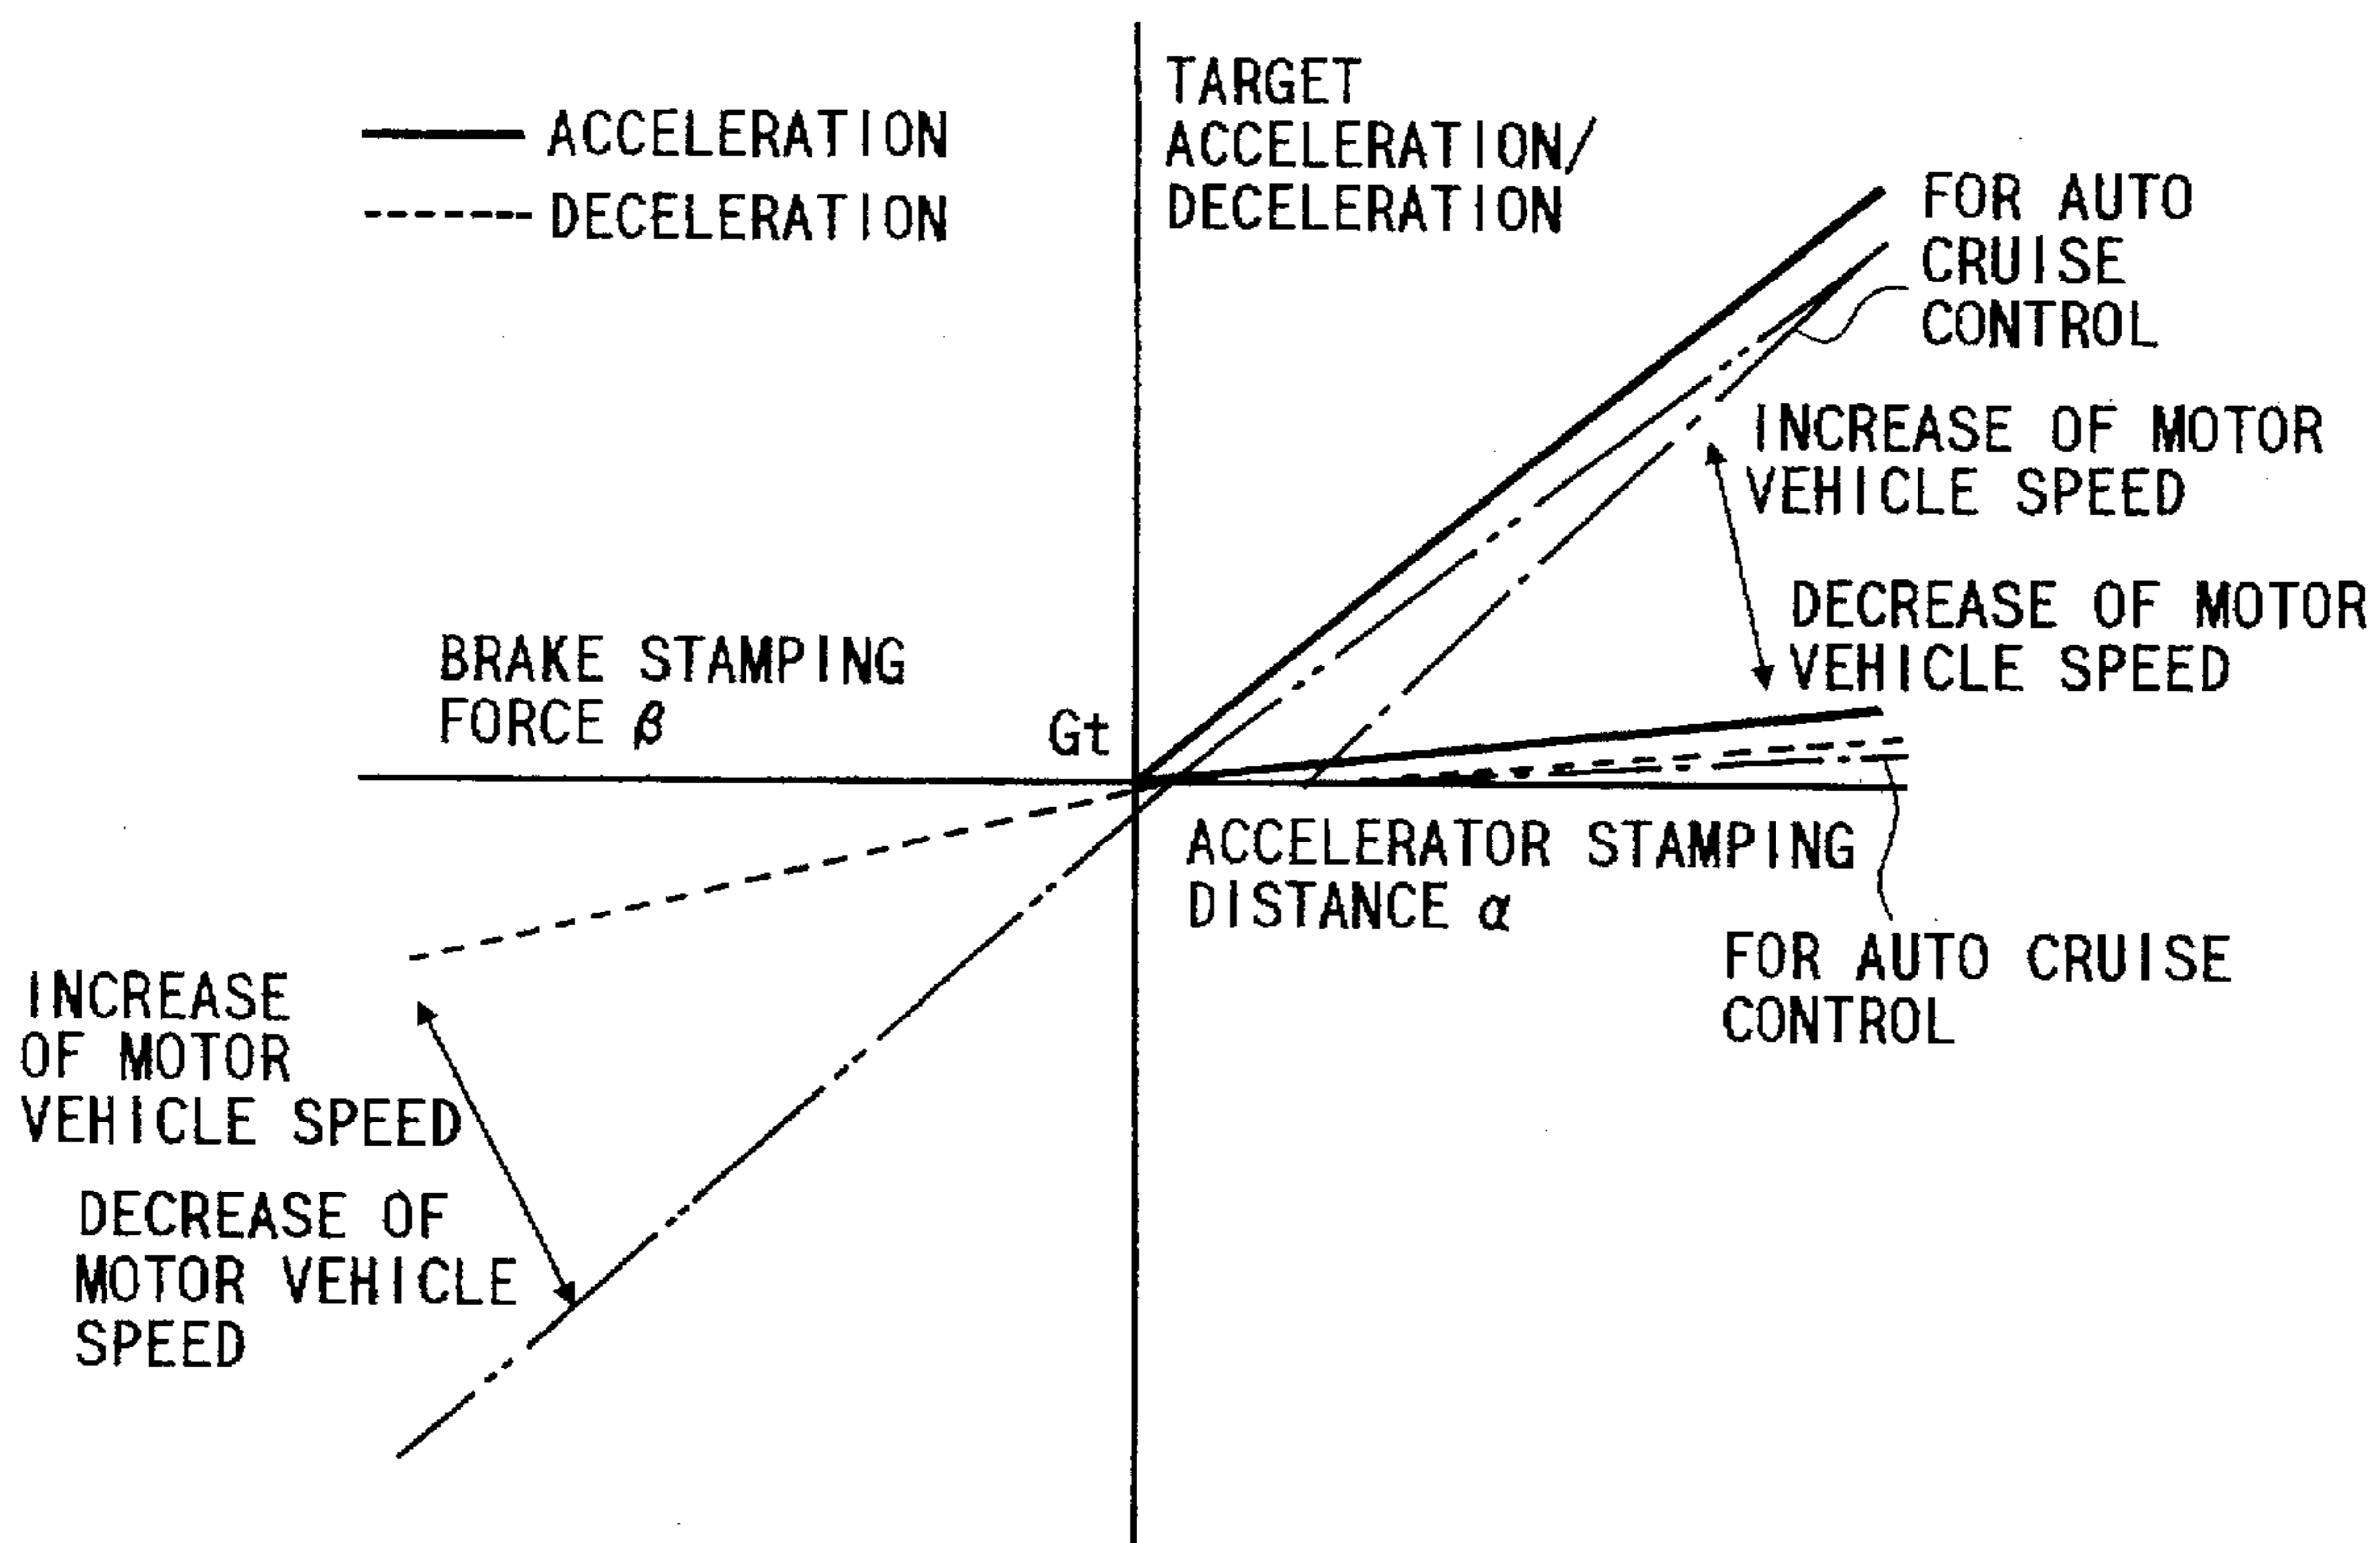 ACCELERATION
DECELERATION
TARGET
ACCELERATION/
DECELERATION
FOR AUTO
CRUISE
CONTROL
INCREASE OF MOTOR
VEHICLE SPEED
DECREASE OF MOTOR
VEHICLE SPEED
BRAKE STAMPING
FORCE β
Gt
ACCELERATOR STAMPING
DISTANCE α
FOR AUTO CRUISE
CONTROL
INCREASE
OF MOTOR
VEHICLE SPEED
DECREASE OF
MOTOR VEHICLE
SPEED